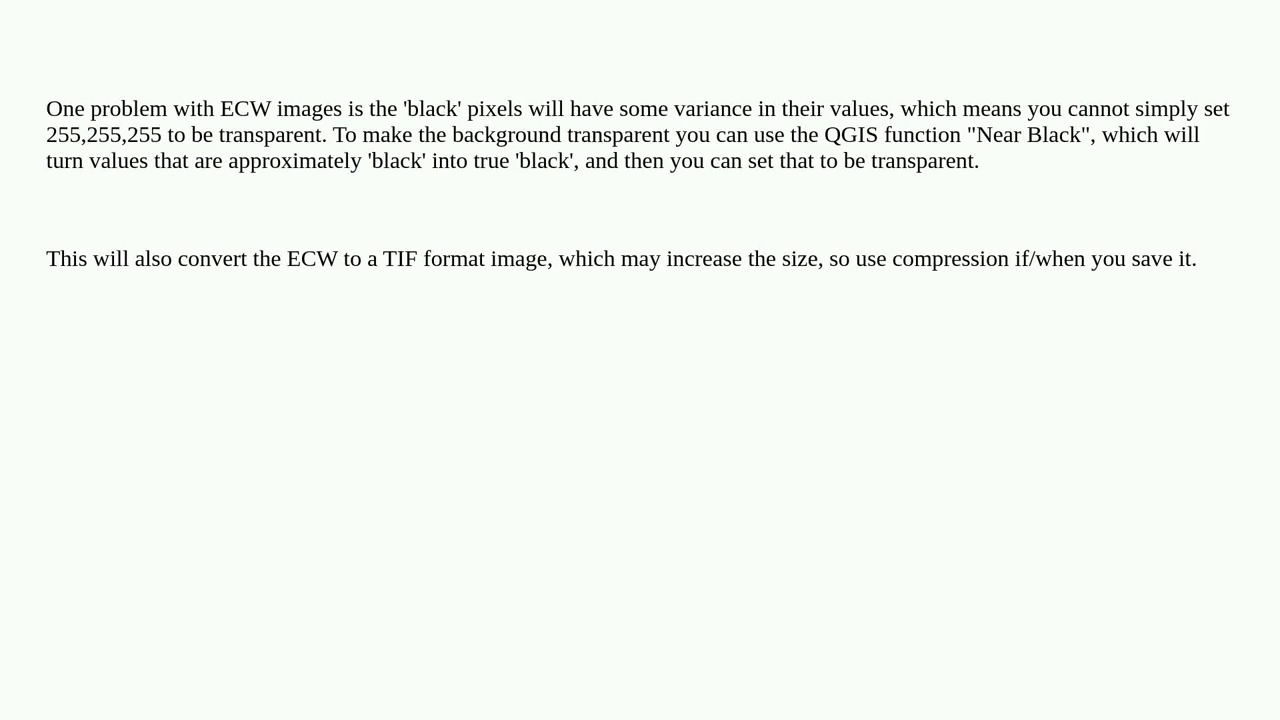 One problem with ECW images is the 'black' pixels will have some variance in their values, which means you cannot simply set
255,255,255 to be transparent. To make the background transparent you can use the QGIS function "Near Black", which will
turn values that are approximately 'black' into true 'black', and then you can set that to be transparent.
This will also convert the ECW to a TIF format image, which may increase the size, so use compression if/when you save it.